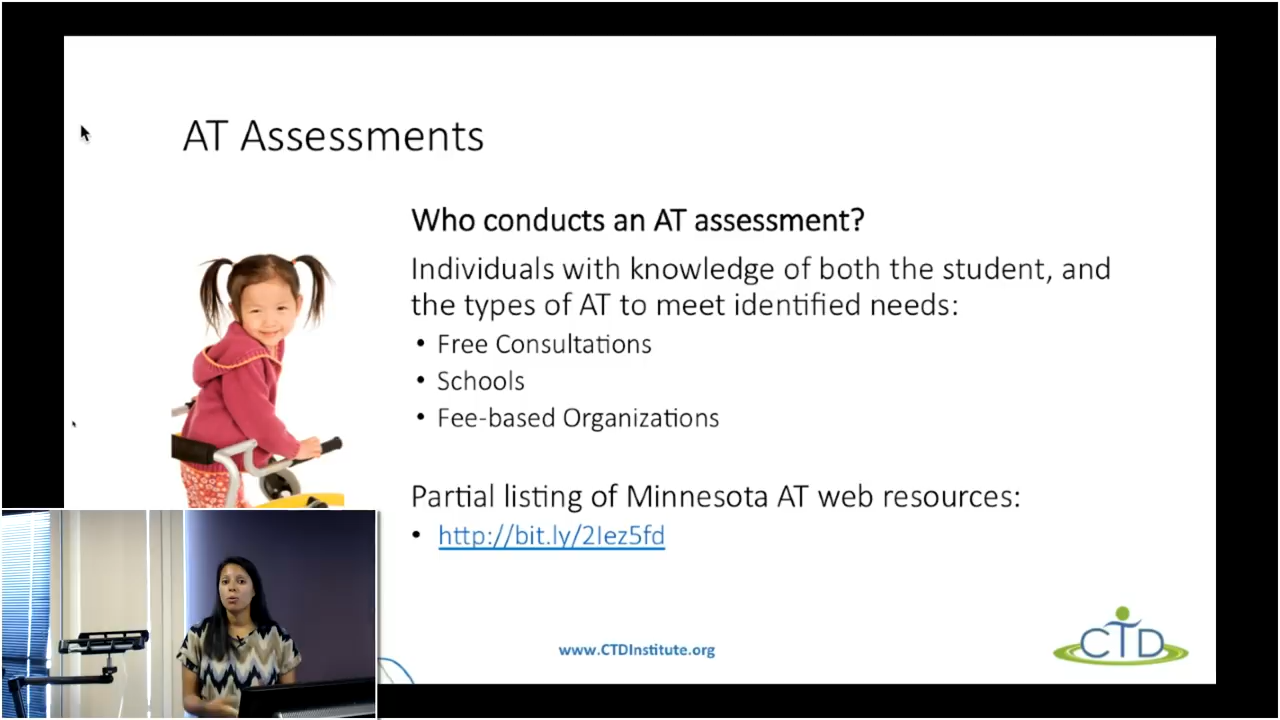 AT Assessments
Who conducts an AT assessment?
Individuals with knowledge of both the student, and
the types of AT to meet identified needs:
• Free Consultations
• Schools
• Fee-based Organizations
Partial listing of Minnesota AT web resources:
• http://bit.ly/2Iez5fd
www.CTDInstitute.org
CTD